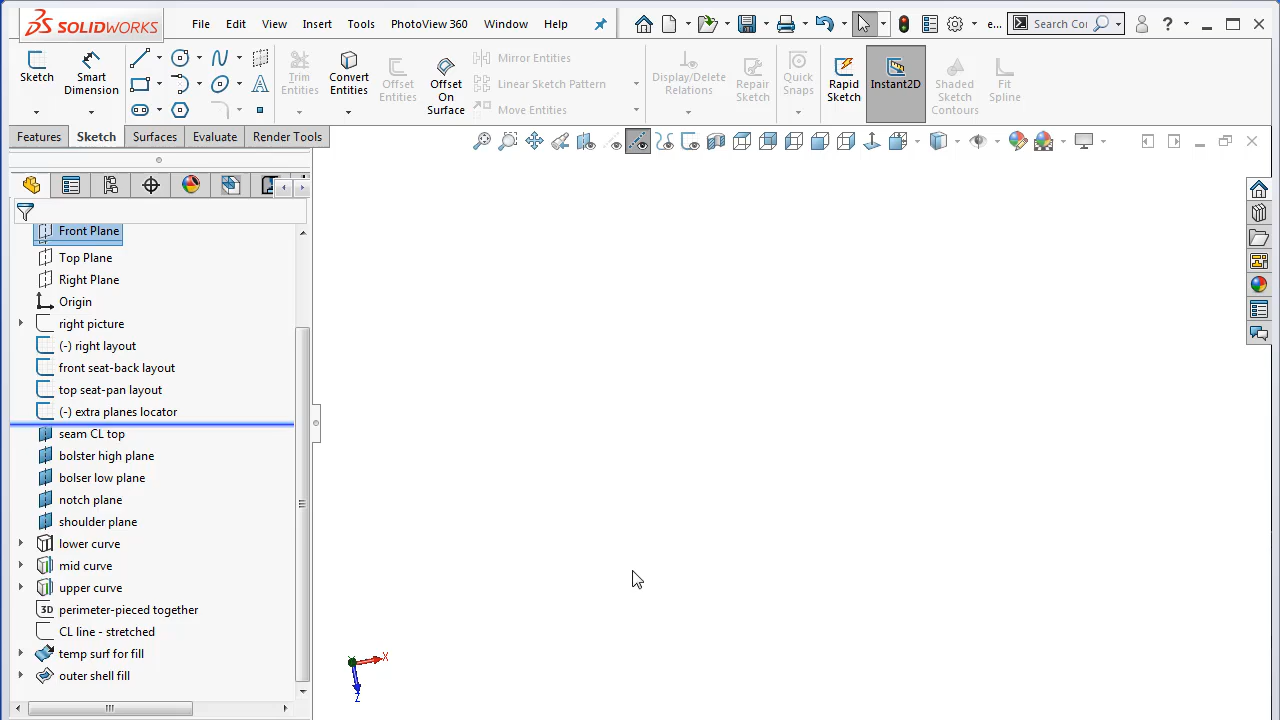 SOLIDWORKS
File Edit View Insert Tools PhotoView 360 Window Help
e...
Search Co
Sketch
Smart Dimension
Trim Entities
Convert Entities
Offset Entities
Offset On Surface
Mirror Entities
Linear Sketch Pattern
Move Entities
Display/Delete Relations
Repair Sketch
Quick Snaps
Rapid Sketch
Instant2D
Shaded Sketch Contours
Fit Spline
Features Sketch Surfaces Evaluate Render Tools
Front Plane
Top Plane
Right Plane
Origin
right picture
(-) right layout
front seat-back layout
top seat-pan layout
(-) extra planes locator
seam CL top
bolster high plane
bolser low plane
notch plane
shoulder plane
lower curve
mid curve
upper curve
3D perimeter-pieced together
CL line - stretched
temp surf for fill
outer shell fill
X
Z